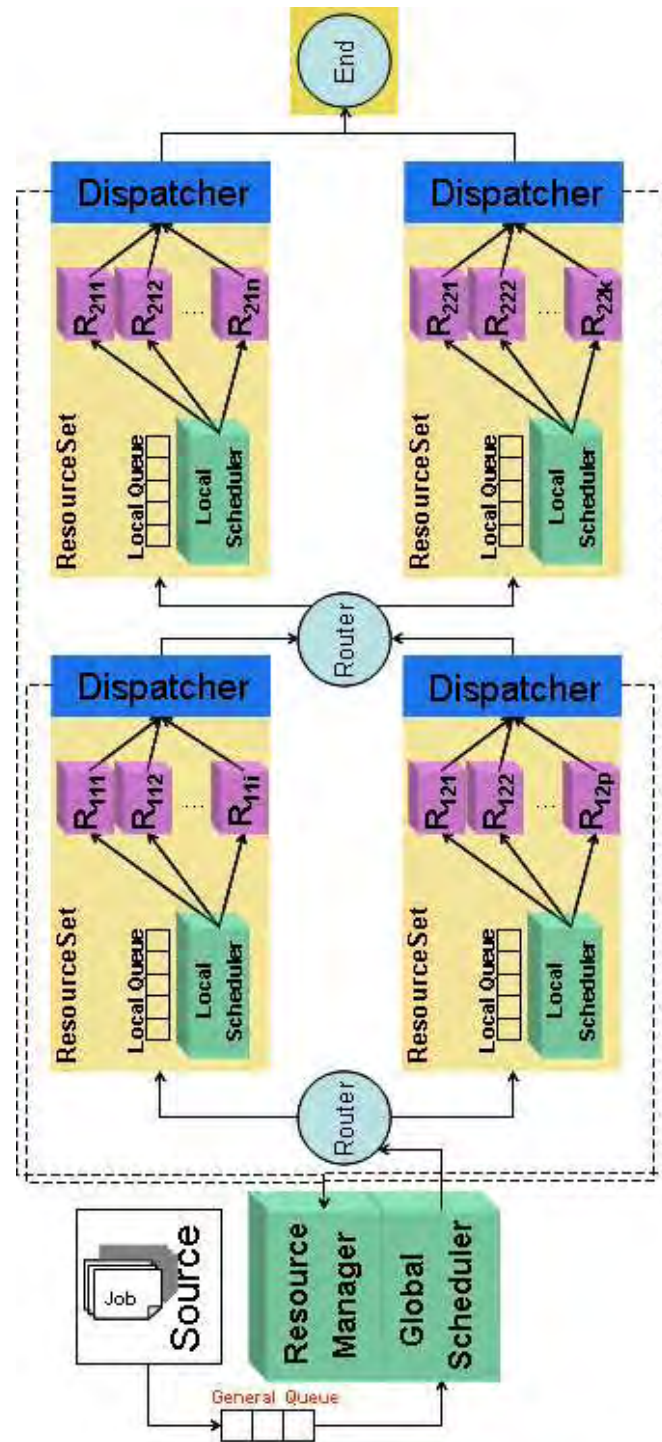 Job
Source
General Queue
Resource
Manager
Global
Scheduler
Router
ResourceSet
Local Queue
Local
Scheduler
R111
R112
....
R11i
Dispatcher
ResourceSet
Local Queue
Local
Scheduler
R121
R122
....
R12p
Dispatcher
Router
ResourceSet
Local Queue
Local
Scheduler
R211
R212
....
R21n
Dispatcher
ResourceSet
Local Queue
Local
Scheduler
R221
R222
....
R22k
Dispatcher
End